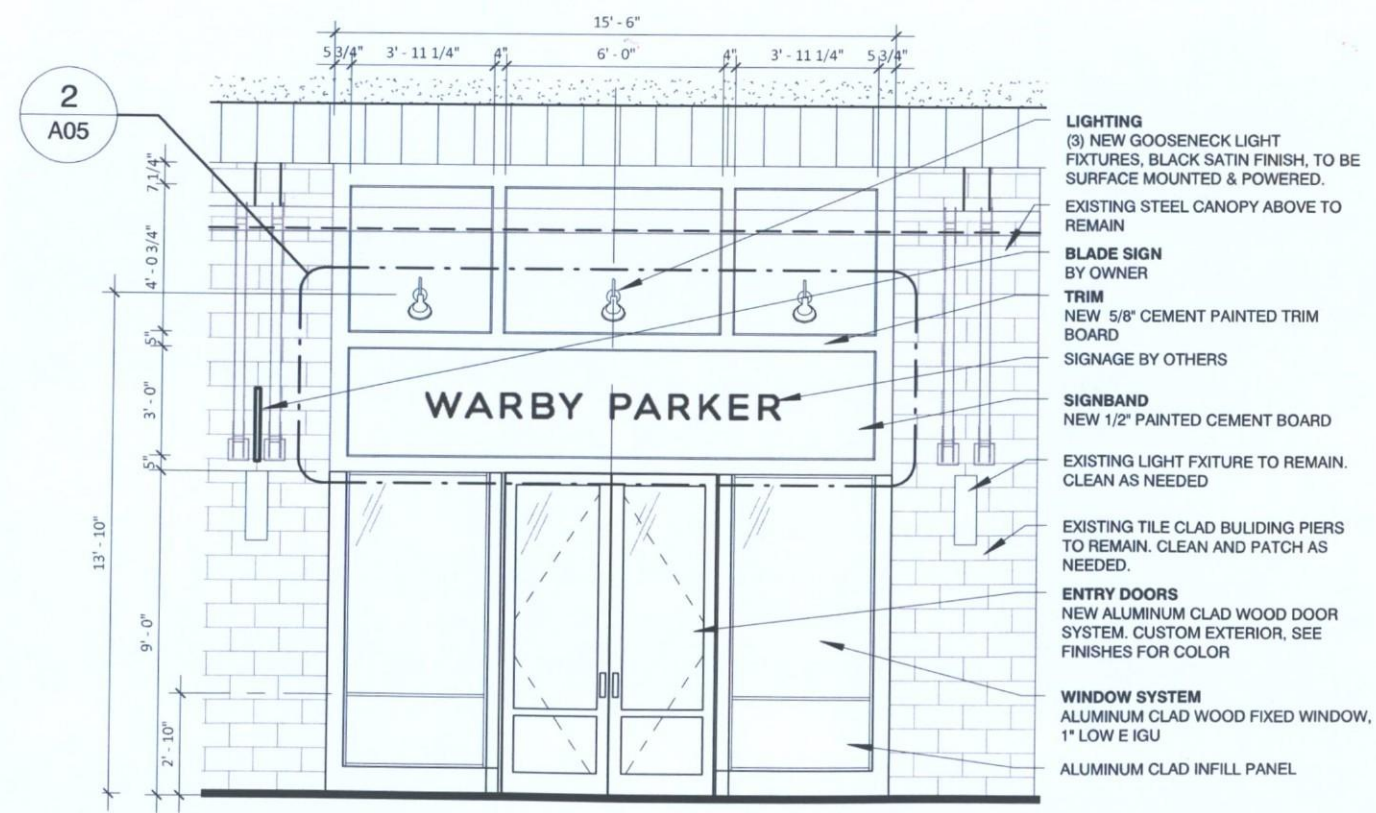 15' - 6"
5 3/4" 3' - 11 1/4" 4" 6' - 0" 4" 3' - 11 1/4" 5 3/4"
2
A05
7 1/4"
4' - 0 3/4"
5"
3' - 0"
5"
13' - 10"
9' - 0"
2' - 10"
WARBY PARKER
LIGHTING
(3) NEW GOOSENECK LIGHT
FIXTURES, BLACK SATIN FINISH, TO BE
SURFACE MOUNTED & POWERED.
EXISTING STEEL CANOPY ABOVE TO
REMAIN
BLADE SIGN
BY OWNER
TRIM
NEW 5/8" CEMENT PAINTED TRIM
BOARD
SIGNAGE BY OTHERS
SIGNBAND
NEW 1/2" PAINTED CEMENT BOARD
EXISTING LIGHT FXITURE TO REMAIN.
CLEAN AS NEEDED
EXISTING TILE CLAD BULIDING PIERS
TO REMAIN. CLEAN AND PATCH AS
NEEDED.
ENTRY DOORS
NEW ALUMINUM CLAD WOOD DOOR
SYSTEM. CUSTOM EXTERIOR, SEE
FINISHES FOR COLOR
WINDOW SYSTEM
ALUMINUM CLAD WOOD FIXED WINDOW,
1" LOW E IGU
ALUMINUM CLAD INFILL PANEL